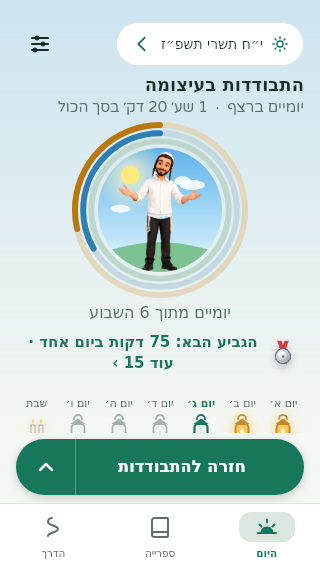 י״ח תשרי תשפ״ז
התבודדות בעיצומה
יומיים ברצף · 1 שע׳ 20 דק׳ בסך הכול
יומיים מתוך 6 השבוע
הגביע הבא: 75 דקות ביום אחד ·
עוד 15 ›
יום א׳ יום ב׳ יום ג׳ יום ד׳ יום ה׳ יום ו׳ שבת
חזרה להתבודדות
היום ספרייה הדרך